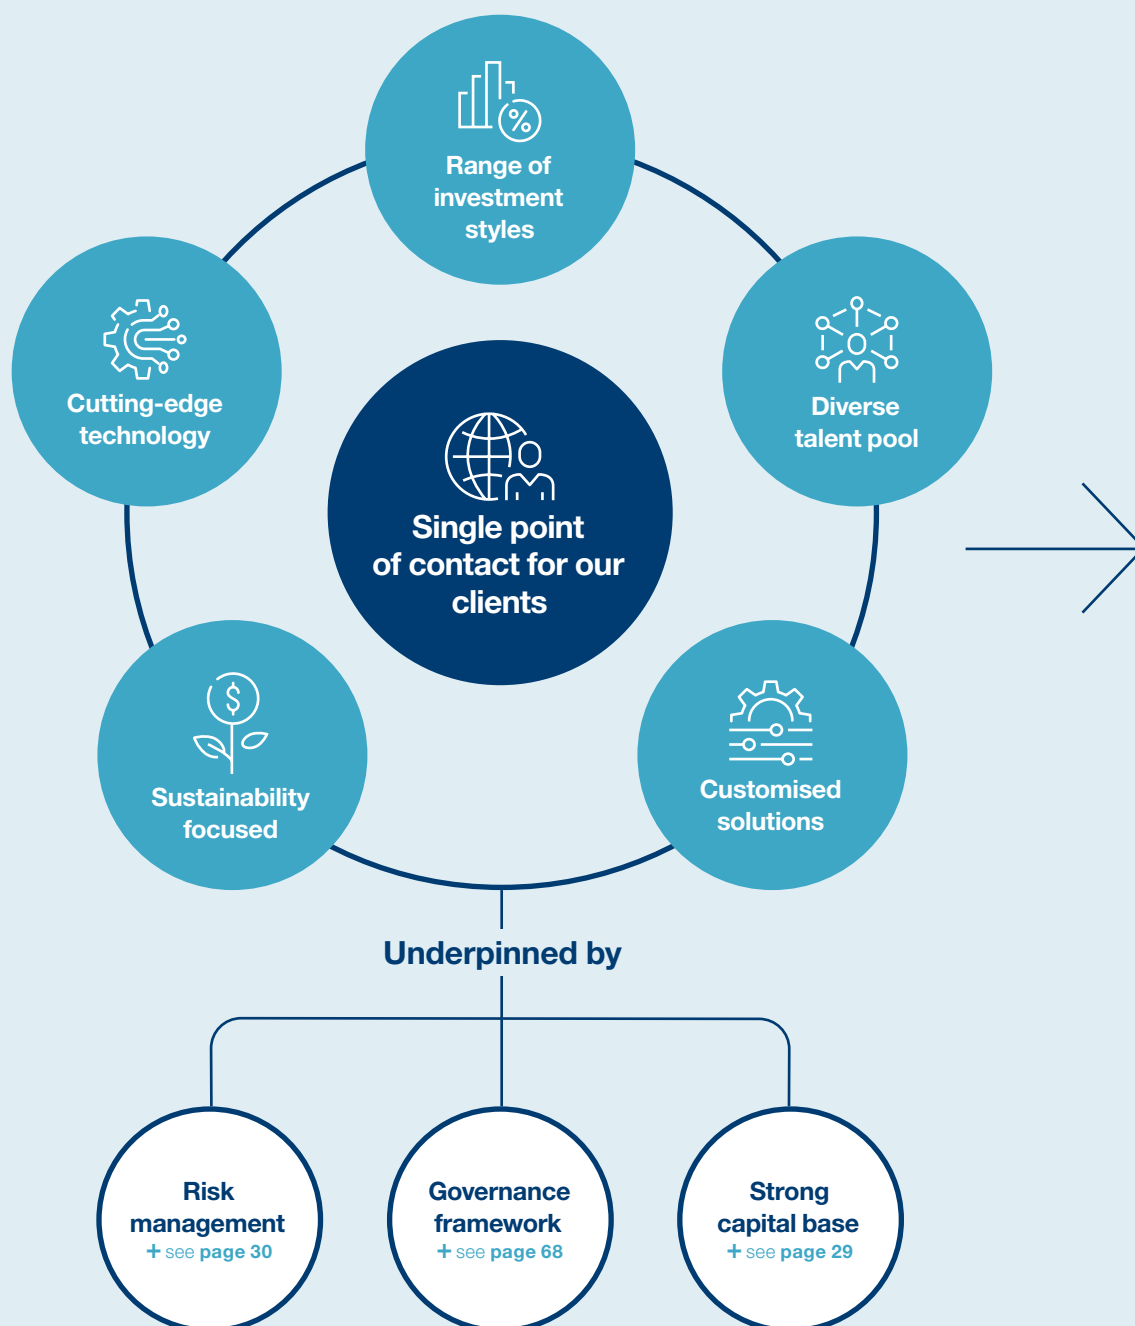 %
Range of
investment
styles
Cutting-edge
technology
Diverse
talent pool
Single point
of contact for our
clients
$
Sustainability
focused
Customised
solutions
Underpinned by
Risk
management
+ see page 30
Governance
framework
+ see page 68
Strong
capital base
+ see page 29